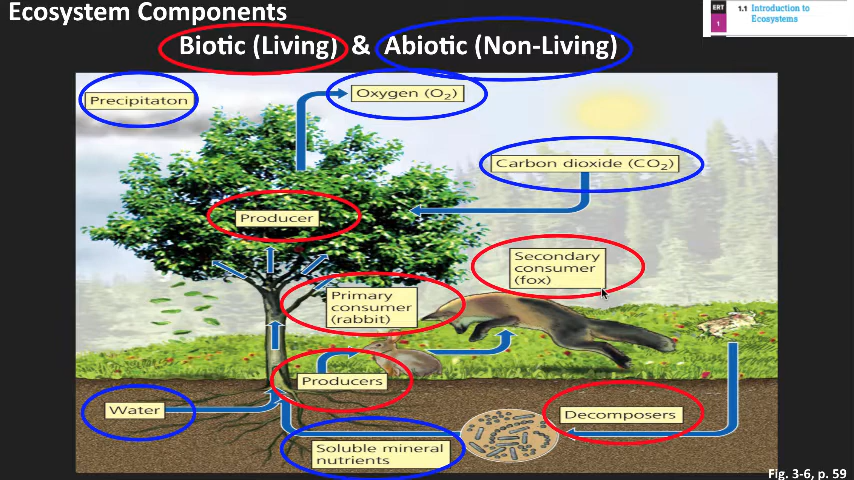 Ecosystem Components
Biotic (Living) & Abiotic (Non-Living)
ERT
1
1.1 Introduction to
Ecosystems
Precipitaton
Oxygen (O₂)
Carbon dioxide (CO₂)
Producer
Secondary
consumer
(fox)
Primary
consumer
(rabbit)
Producers
Water
Decomposers
Soluble mineral
nutrients
Fig. 3-6, p. 59